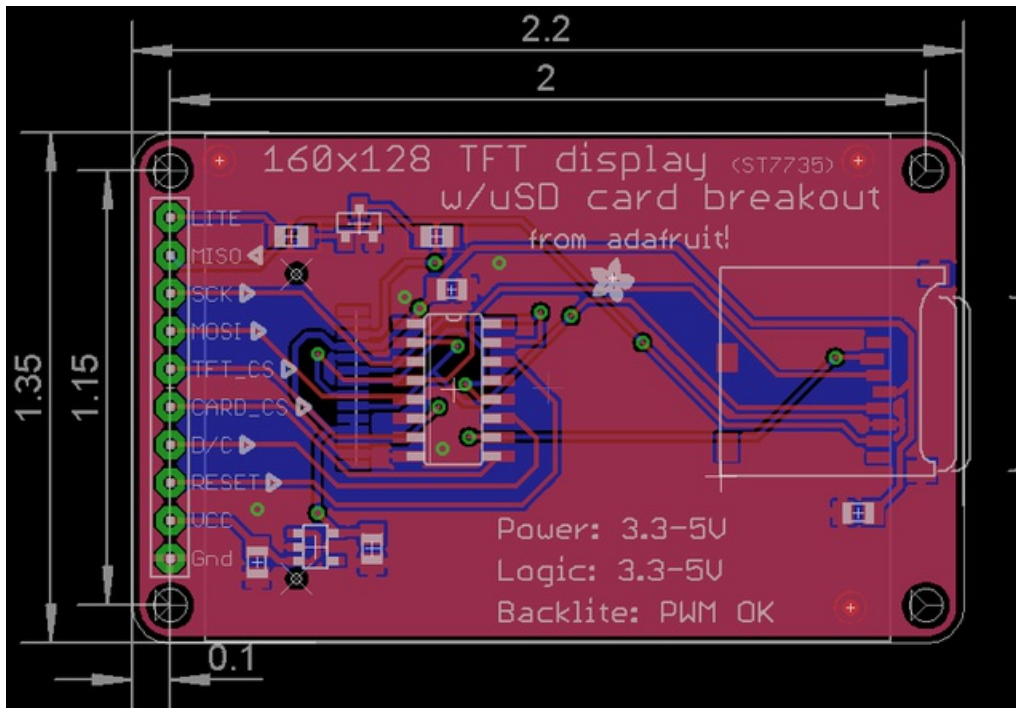 2.2
2
160x128 TFT display (ST7735)
w/uSD card breakout
from adafruit!
LITE
MISO
SCK
MOSI
TFT_CS
CARD_CS
D/C
RESET
VCC
Gnd
1.35
1.15
Power: 3.3-5V
Logic: 3.3-5V
Backlite: PWM OK
0.1